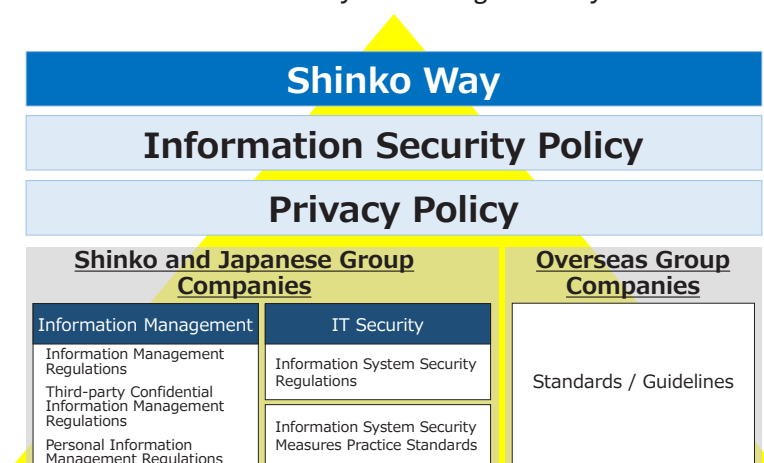 Shinko Way
Information Security Policy
Privacy Policy
Shinko and Japanese Group
Companies
Information Management
Information Management
Regulations
Third-party Confidential
Information Management
Regulations
Personal Information
Management Regulations
IT Security
Information System Security
Regulations
Information System Security
Measures Practice Standards
Overseas Group
Companies
Standards / Guidelines